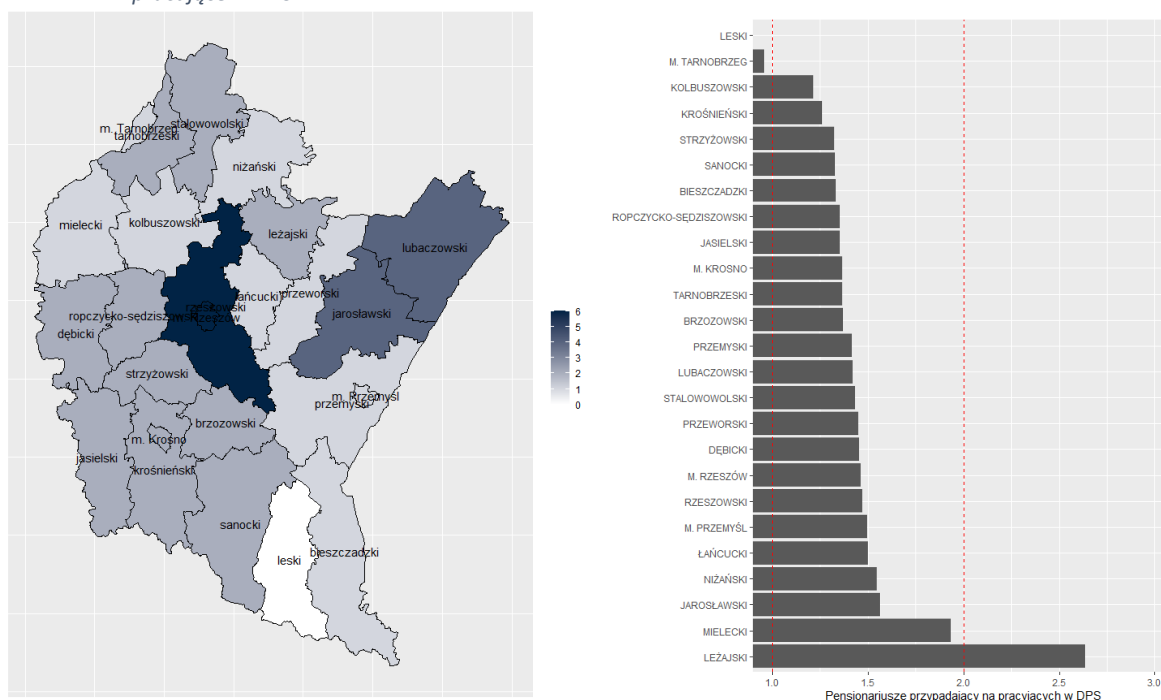 m. Tarnobrzeg
stalowowolski
tarnobrzeski
niżański
mielecki
kolbuszowski
leżajski
lubaczowski
łańcucki
przeworski
rzeszowski
m. Rzeszów
ropczycko-sędziszowski
jarosławski
dębicki
strzyżowski
m. Przemyśl
przemyski
brzozowski
m. Krosno
jasielski
krośnieński
sanocki
bieszczadzki
leski
6
5
4
3
2
1
0
LESKI
M. TARNOBRZEG
KOLBUSZOWSKI
KROŚNIEŃSKI
STRZYŻOWSKI
SANOCKI
BIESZCZADZKI
ROPCZYCKO-SĘDZISZOWSKI
JASIELSKI
M. KROSNO
TARNOBRZESKI
BRZOZOWSKI
PRZEMYSKI
LUBACZOWSKI
STALOWOWOLSKI
PRZEWORSKI
DĘBICKI
M. RZESZÓW
RZESZOWSKI
M. PRZEMYŚL
ŁAŃCUCKI
NIŻAŃSKI
JAROSŁAWSKI
MIELECKI
LEŻAJSKI
1.0 1.5 2.0 2.5 3.0
Pensjonariusze przypadający na pracyjących w DPS